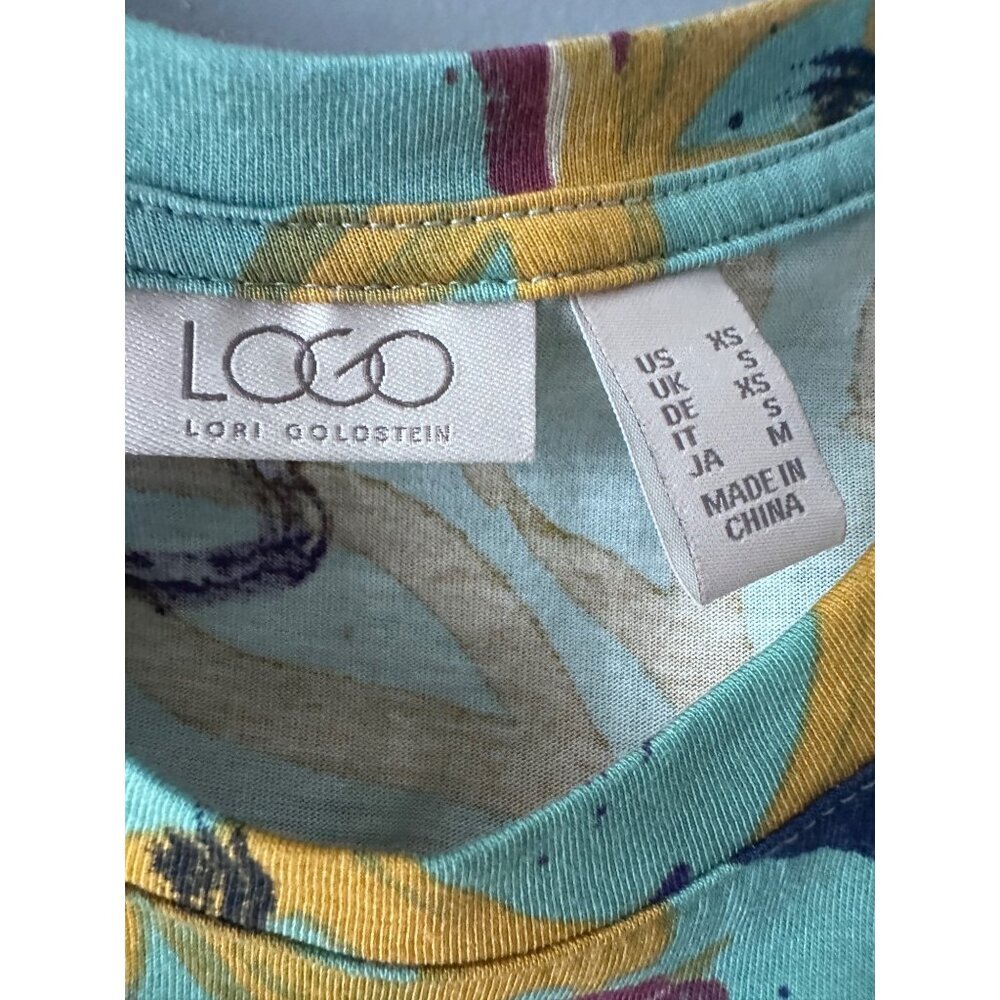 LOGO
LORI GOLDSTEIN
US XS
UK S
DE XS
IT S
JA M
MADE IN
CHINA